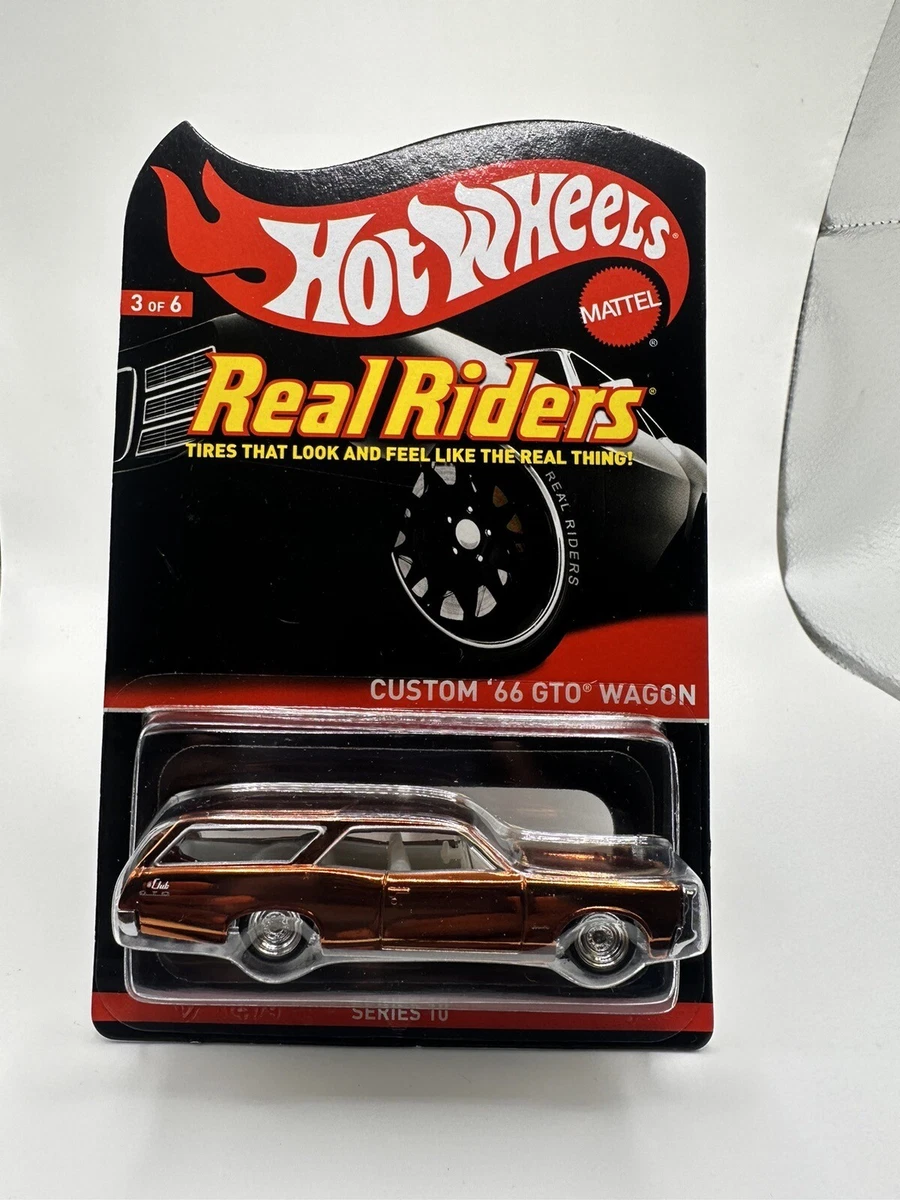 HOT WHEELS®
MATTEL
®
3 OF 6
Real Riders®
TIRES THAT LOOK AND FEEL LIKE THE REAL THING!
REAL RIDERS
CUSTOM '66 GTO® WAGON
Club
GTO
SERIES 10